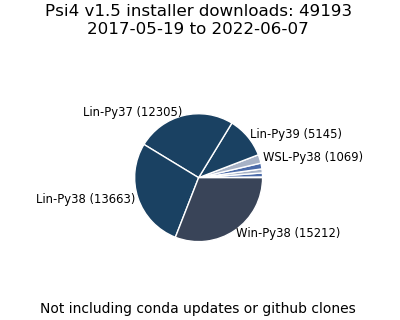 Psi4 v1.5 installer downloads: 49193
2017-05-19 to 2022-06-07
Lin-Py37 (12305)
Lin-Py39 (5145)
WSL-Py38 (1069)
Lin-Py38 (13663)
Win-Py38 (15212)
Not including conda updates or github clones